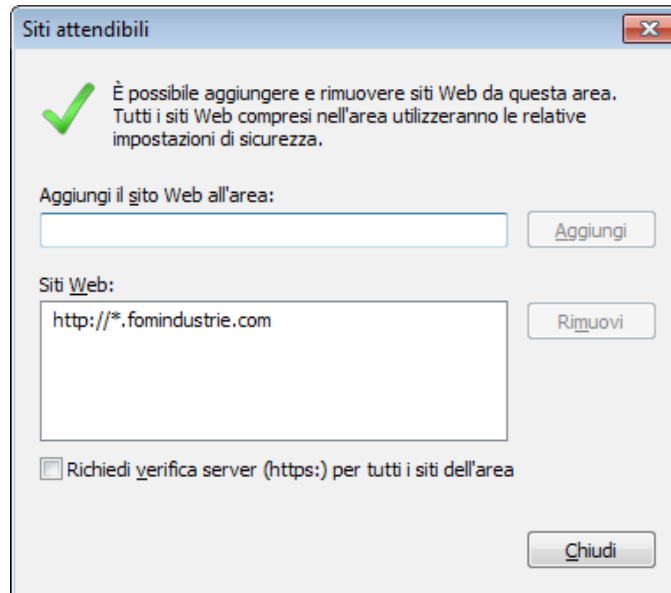 Siti attendibili
È possibile aggiungere e rimuovere siti Web da questa area.
Tutti i siti Web compresi nell'area utilizzeranno le relative
impostazioni di sicurezza.
Aggiungi il sito Web all'area:
Aggiungi
Siti Web:
http://*.fomindustrie.com
Rimuovi
Richiedi verifica server (https:) per tutti i siti dell'area
Chiudi